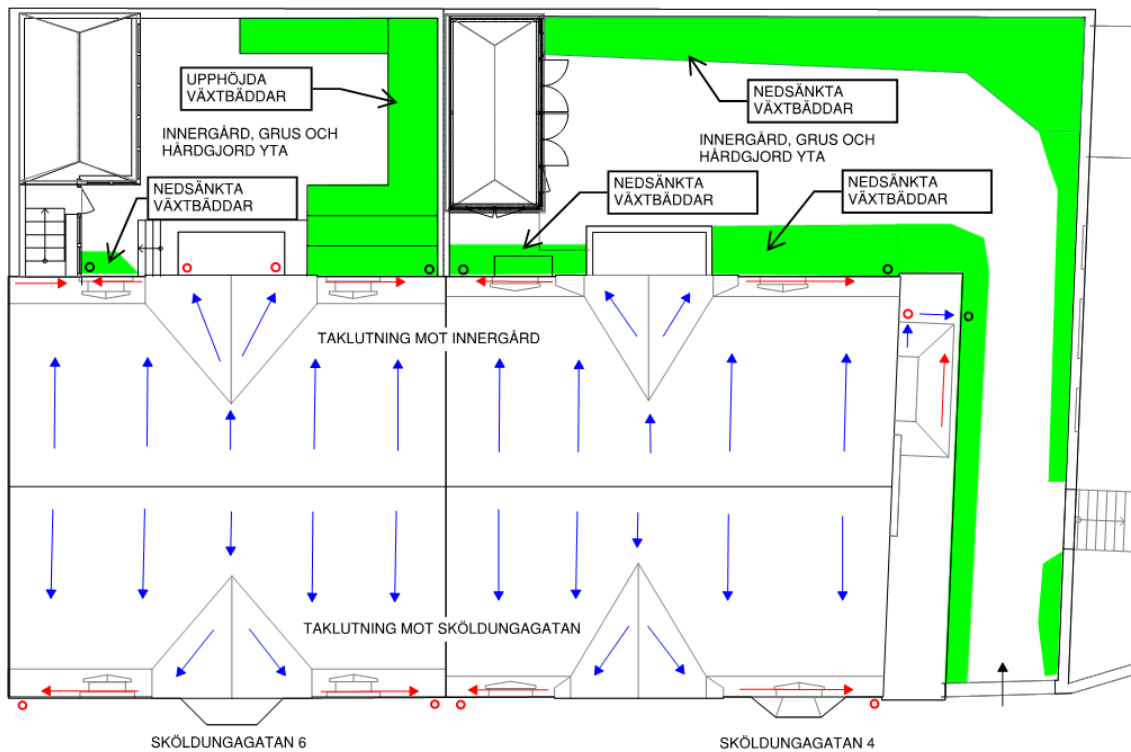 UPPHÖJDA
VÄXTBÄDDAR
NEDSÄNKTA
VÄXTBÄDDAR
INNERGÅRD, GRUS OCH
HÅRDGJORD YTA
INNERGÅRD, GRUS OCH
HÅRDGJORD YTA
NEDSÄNKTA
VÄXTBÄDDAR
NEDSÄNKTA
VÄXTBÄDDAR
NEDSÄNKTA
VÄXTBÄDDAR
TAKLUTNING MOT INNERGÅRD
TAKLUTNING MOT SKÖLDUNGAGATAN
SKÖLDUNGAGATAN 6
SKÖLDUNGAGATAN 4